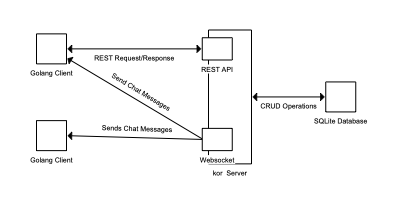 REST Request/Response
Golang Client
REST API
Send Chat Messages
CRUD Operations
SQLite Database
Sends Chat Messages
Golang Client
Websocket
kor Server